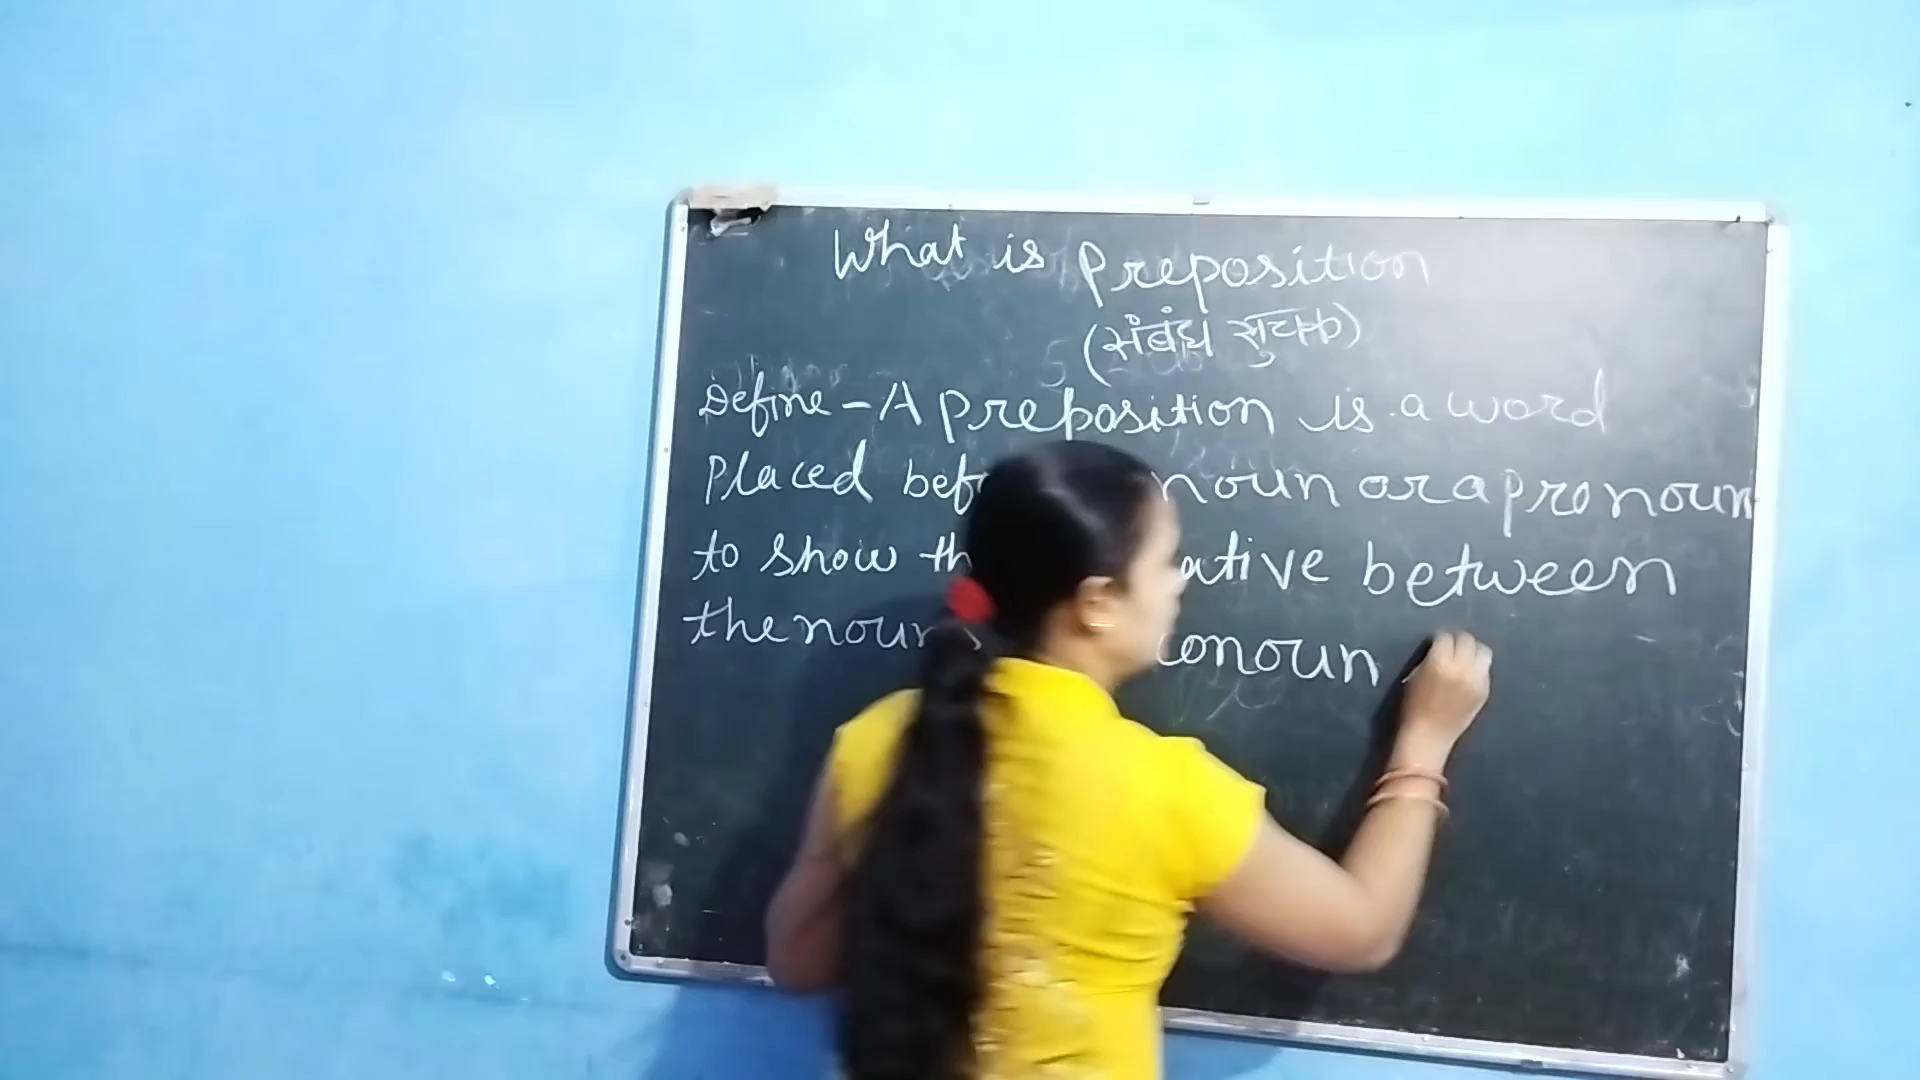 What is Preposition
(संबंध सुचक)
Define - A preposition is a word
Placed bef noun or a pronoun
to show th ative between
the noun onoun